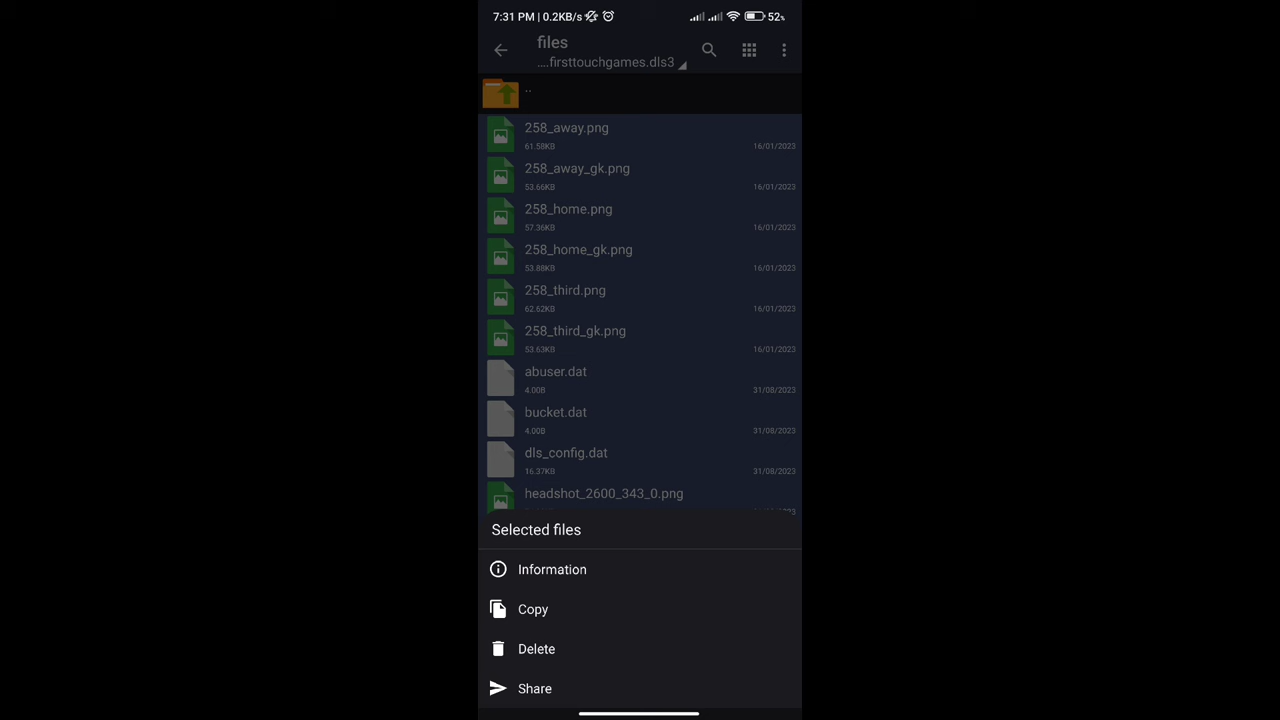 7:31 PM | 0.2KB/s 52%
files
....firsttouchgames.dls3
..
258_away.png
61.58KB 16/01/2023
258_away_gk.png
53.66KB 16/01/2023
258_home.png
57.36KB 16/01/2023
258_home_gk.png
53.88KB 16/01/2023
258_third.png
62.62KB 16/01/2023
258_third_gk.png
53.63KB 16/01/2023
abuser.dat
4.00B 31/08/2023
bucket.dat
4.00B 31/08/2023
dls_config.dat
16.37KB 31/08/2023
headshot_2600_343_0.png
Selected files
Information
Copy
Delete
Share